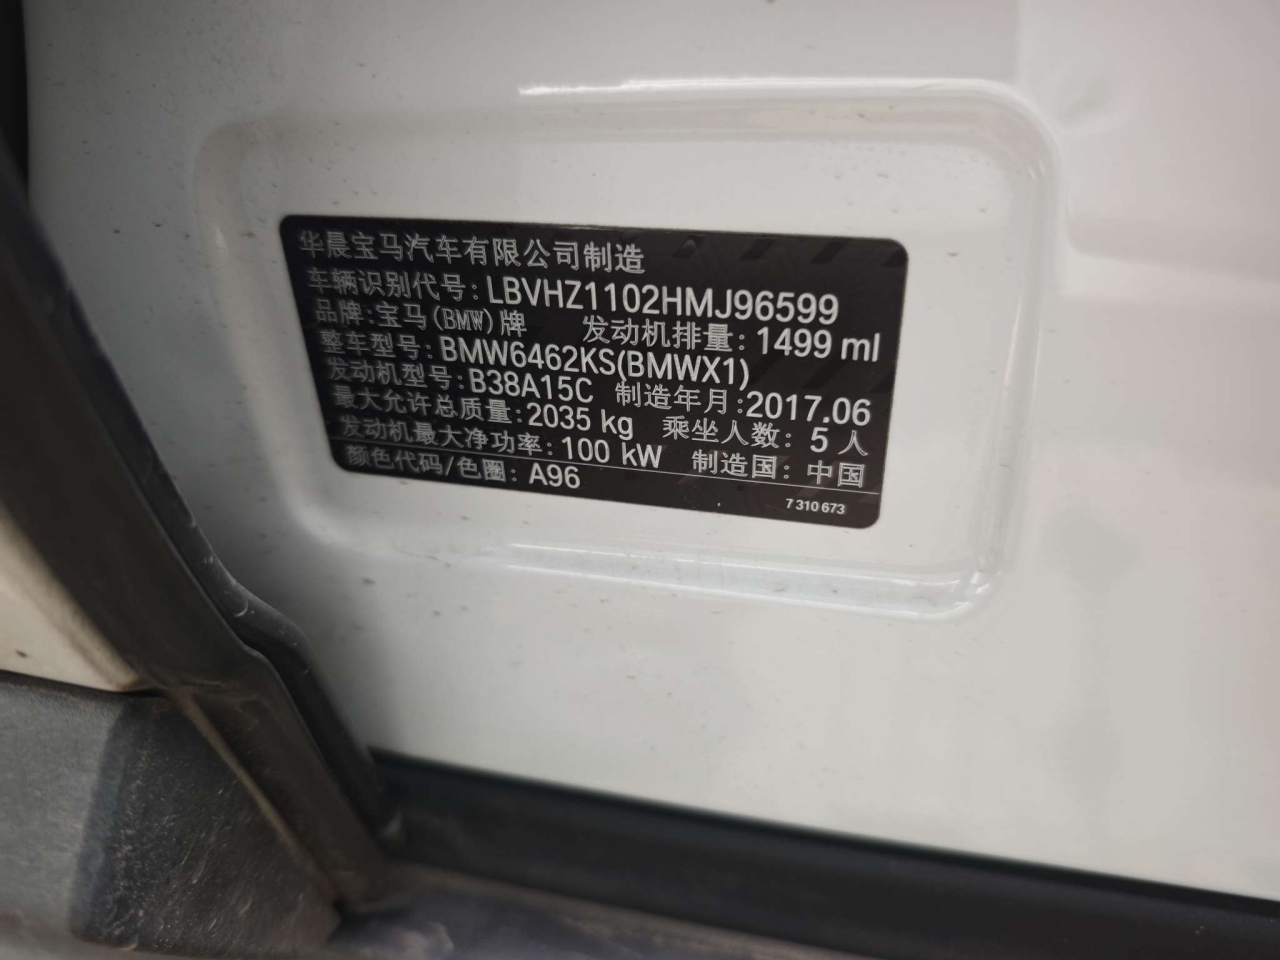 华晨宝马汽车有限公司制造
车辆识别代号：LBVHZ1102HMJ96599
品牌：宝马(BMW)牌 发动机排量：1499 ml
整车型号：BMW6462KS(BMWX1)
发动机型号：B38A15C 制造年月：2017.06
最大允许总质量：2035 kg 乘坐人数：5 人
发动机最大净功率：100 kW 制造国：中国
颜色代码/色圈：A96
7 310 673